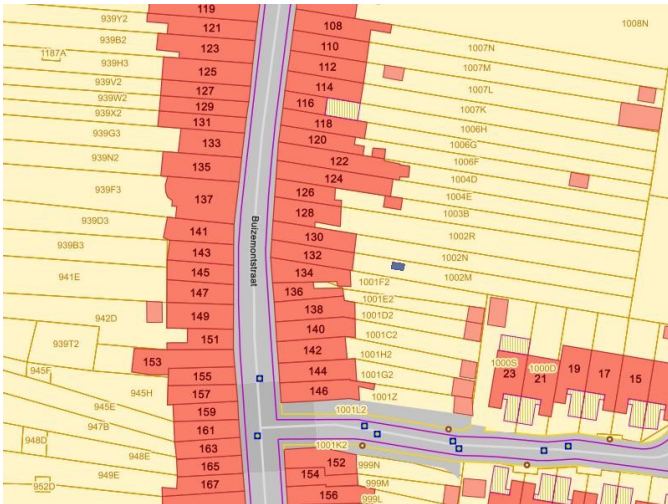 119
939Y2
121
939B2
123
1187A
939H3
125
939V2
127
939W2
129
939X2
131
939G3
133
939N2
135
939F3
137
939D3
141
939B3
143
145
941E
147
942D
149
151
939T2
153
945F
155
945H
157
945E
159
947B
161
948D
163
948E
165
949E
167
952D
Buizemontstraat
108
1008N
110
1007N
112
1007M
114
1007L
116
1007K
118
1006H
120
1006G
122
1006F
124
1004D
126
1004E
128
1003B
130
1002R
132
1002N
134
1002M
136
1001F2
1001E2
138
1001D2
140
1001C2
142
1001H2
144
1001G2
146
1001Z
1001L2
1001K2
152
999N
154
999M
156
999L
1000S
1000D
23
21
19
17
15